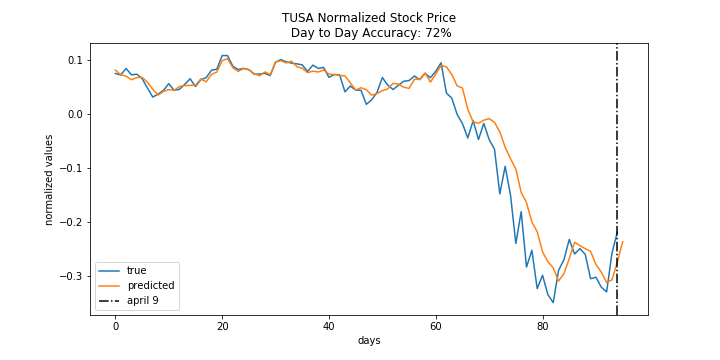 TUSA Normalized Stock Price
Day to Day Accuracy: 72%
normalized values
0.1
0.0
−0.1
−0.2
−0.3
true
predicted
april 9
0
20
40
60
80
days